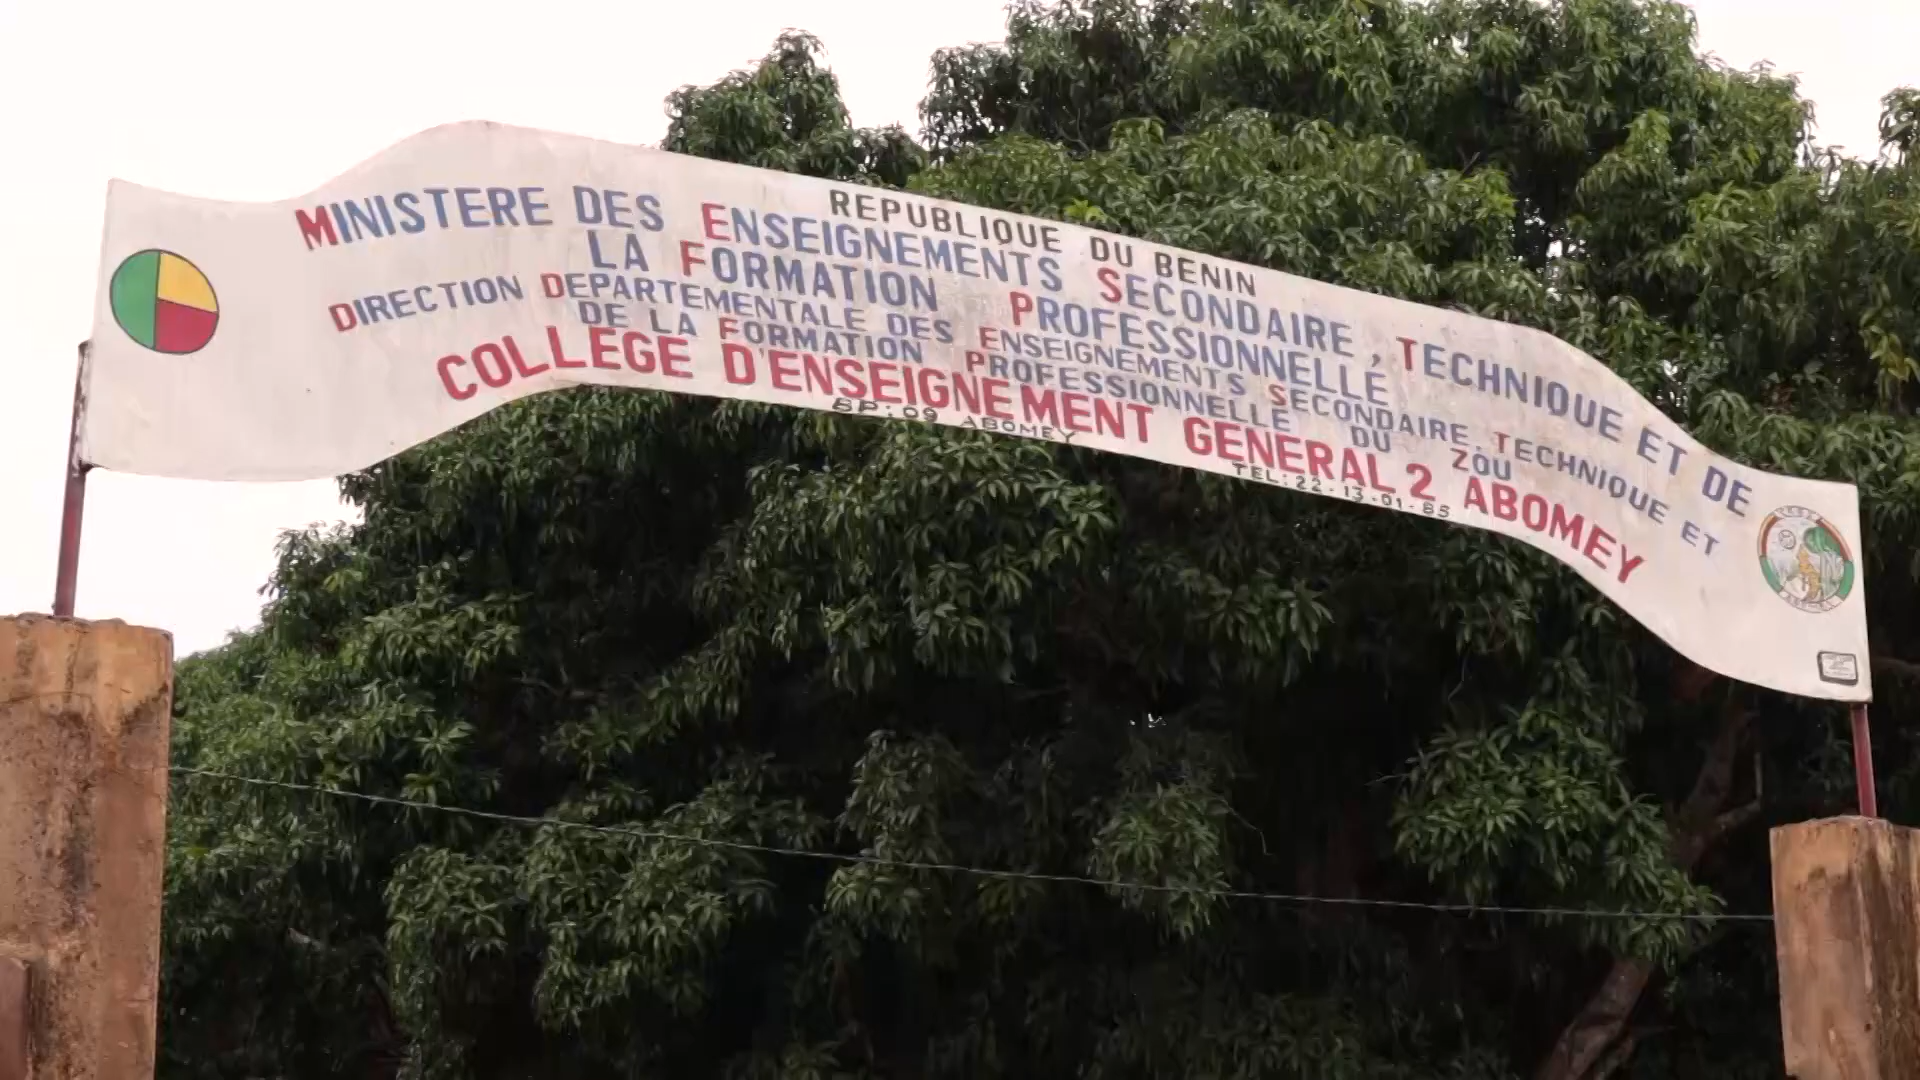 REPUBLIQUE DU BENIN
MINISTERE DES ENSEIGNEMENTS SECONDAIRE, TECHNIQUE ET DE
LA FORMATION PROFESSIONNELLE
DIRECTION DEPARTEMENTALE DES ENSEIGNEMENTS SECONDAIRE, TECHNIQUE ET
DE LA FORMATION PROFESSIONNELLE DU ZOU
COLLEGE D'ENSEIGNEMENT GENERAL 2 ABOMEY
BP: 09 ABOMEY TEL: 22-13-01-85